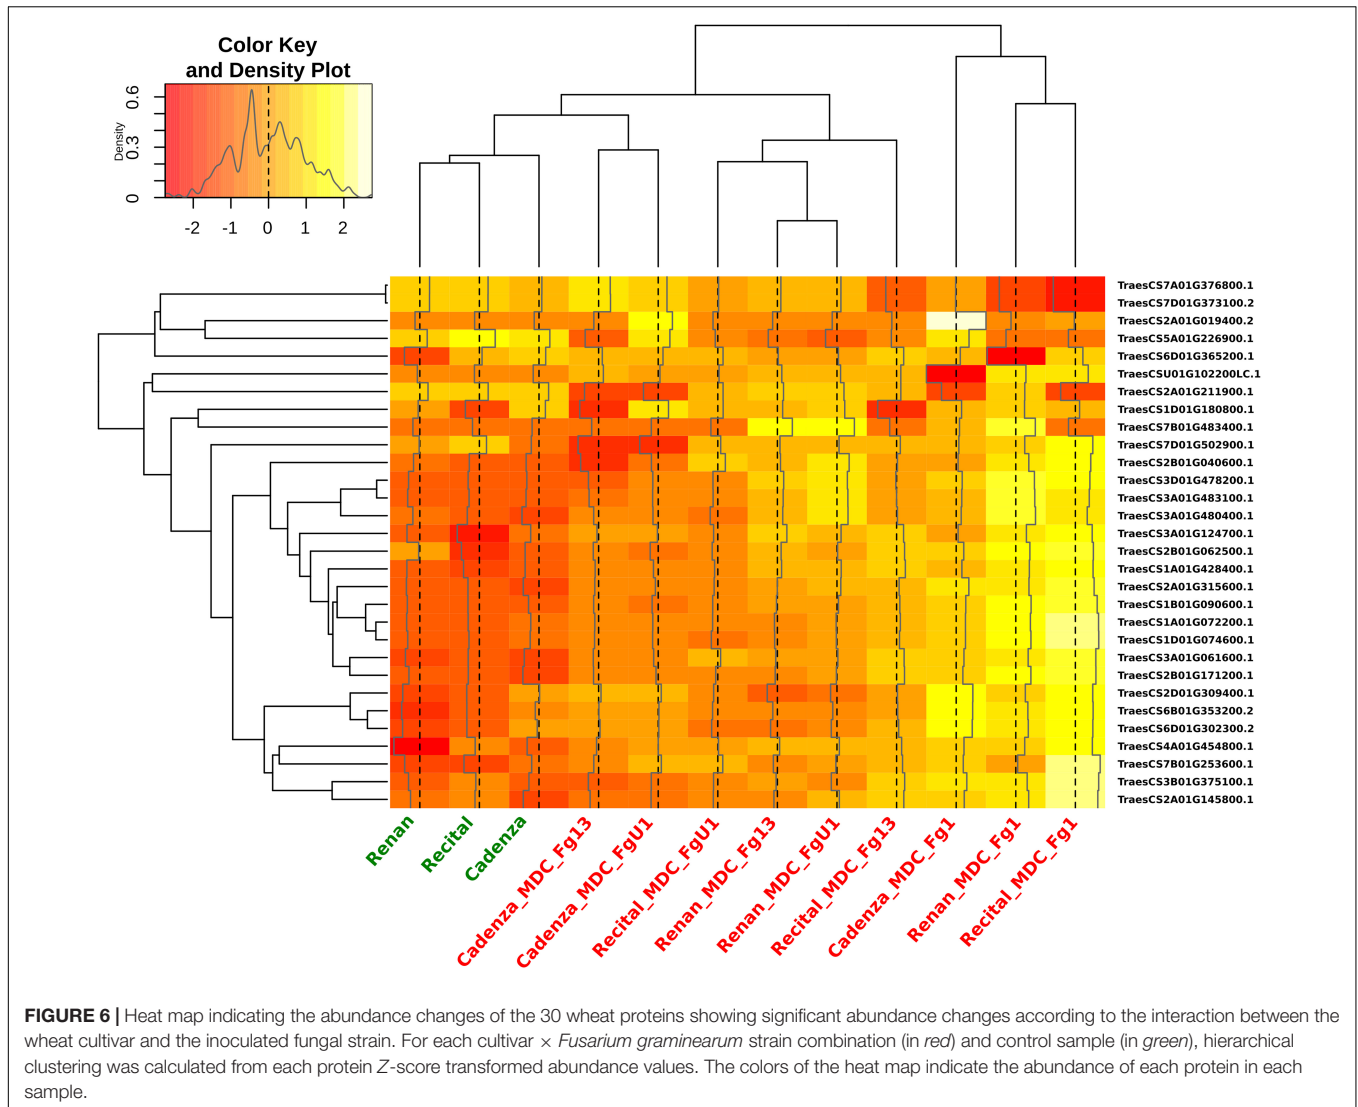 Color Key
and Density Plot
Density
0 0.3 0.6
-2 -1 0 1 2
TraesCS7A01G376800.1
TraesCS7D01G373100.2
TraesCS2A01G019400.2
TraesCS5A01G226900.1
TraesCS6D01G365200.1
TraesCSU01G102200LC.1
TraesCS2A01G211900.1
TraesCS1D01G180800.1
TraesCS7B01G483400.1
TraesCS7D01G502900.1
TraesCS2B01G040600.1
TraesCS3D01G478200.1
TraesCS3A01G483100.1
TraesCS3A01G480400.1
TraesCS3A01G124700.1
TraesCS2B01G062500.1
TraesCS1A01G428400.1
TraesCS2A01G315600.1
TraesCS1B01G090600.1
TraesCS1A01G072200.1
TraesCS1D01G074600.1
TraesCS3A01G061600.1
TraesCS2B01G171200.1
TraesCS2D01G309400.1
TraesCS6B01G353200.2
TraesCS6D01G302300.2
TraesCS4A01G454800.1
TraesCS7B01G253600.1
TraesCS3B01G375100.1
TraesCS2A01G145800.1
Renan
Recital
Cadenza
Cadenza_MDC_Fg13
Cadenza_MDC_FgU1
Recital_MDC_FgU1
Renan_MDC_Fg13
Renan_MDC_FgU1
Recital_MDC_Fg13
Cadenza_MDC_Fg1
Renan_MDC_Fg1
Recital_MDC_Fg1
FIGURE 6 | Heat map indicating the abundance changes of the 30 wheat proteins showing significant abundance changes according to the interaction between the
wheat cultivar and the inoculated fungal strain. For each cultivar × Fusarium graminearum strain combination (in red) and control sample (in green), hierarchical
clustering was calculated from each protein Z-score transformed abundance values. The colors of the heat map indicate the abundance of each protein in each
sample.